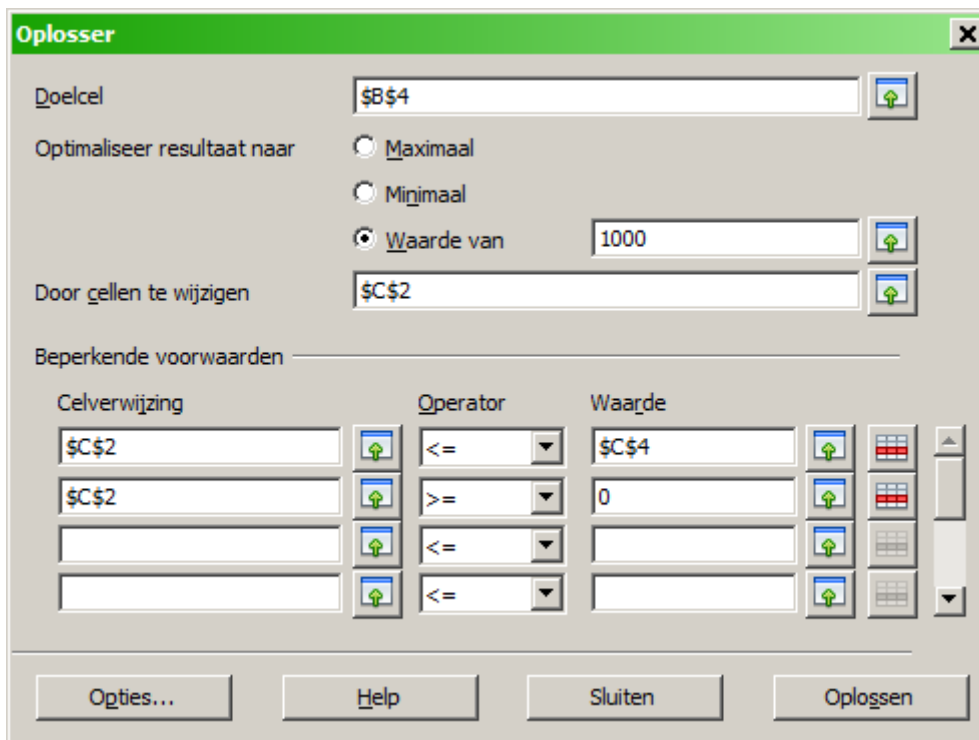 Oplosser
Doelcel $B$4
Optimaliseer resultaat naar Maximaal
Minimaal
Waarde van 1000
Door cellen te wijzigen $C$2
Beperkende voorwaarden
Celverwijzing Operator Waarde
$C$2 <= $C$4
$C$2 >= 0
<=
<=
Opties... Help Sluiten Oplossen